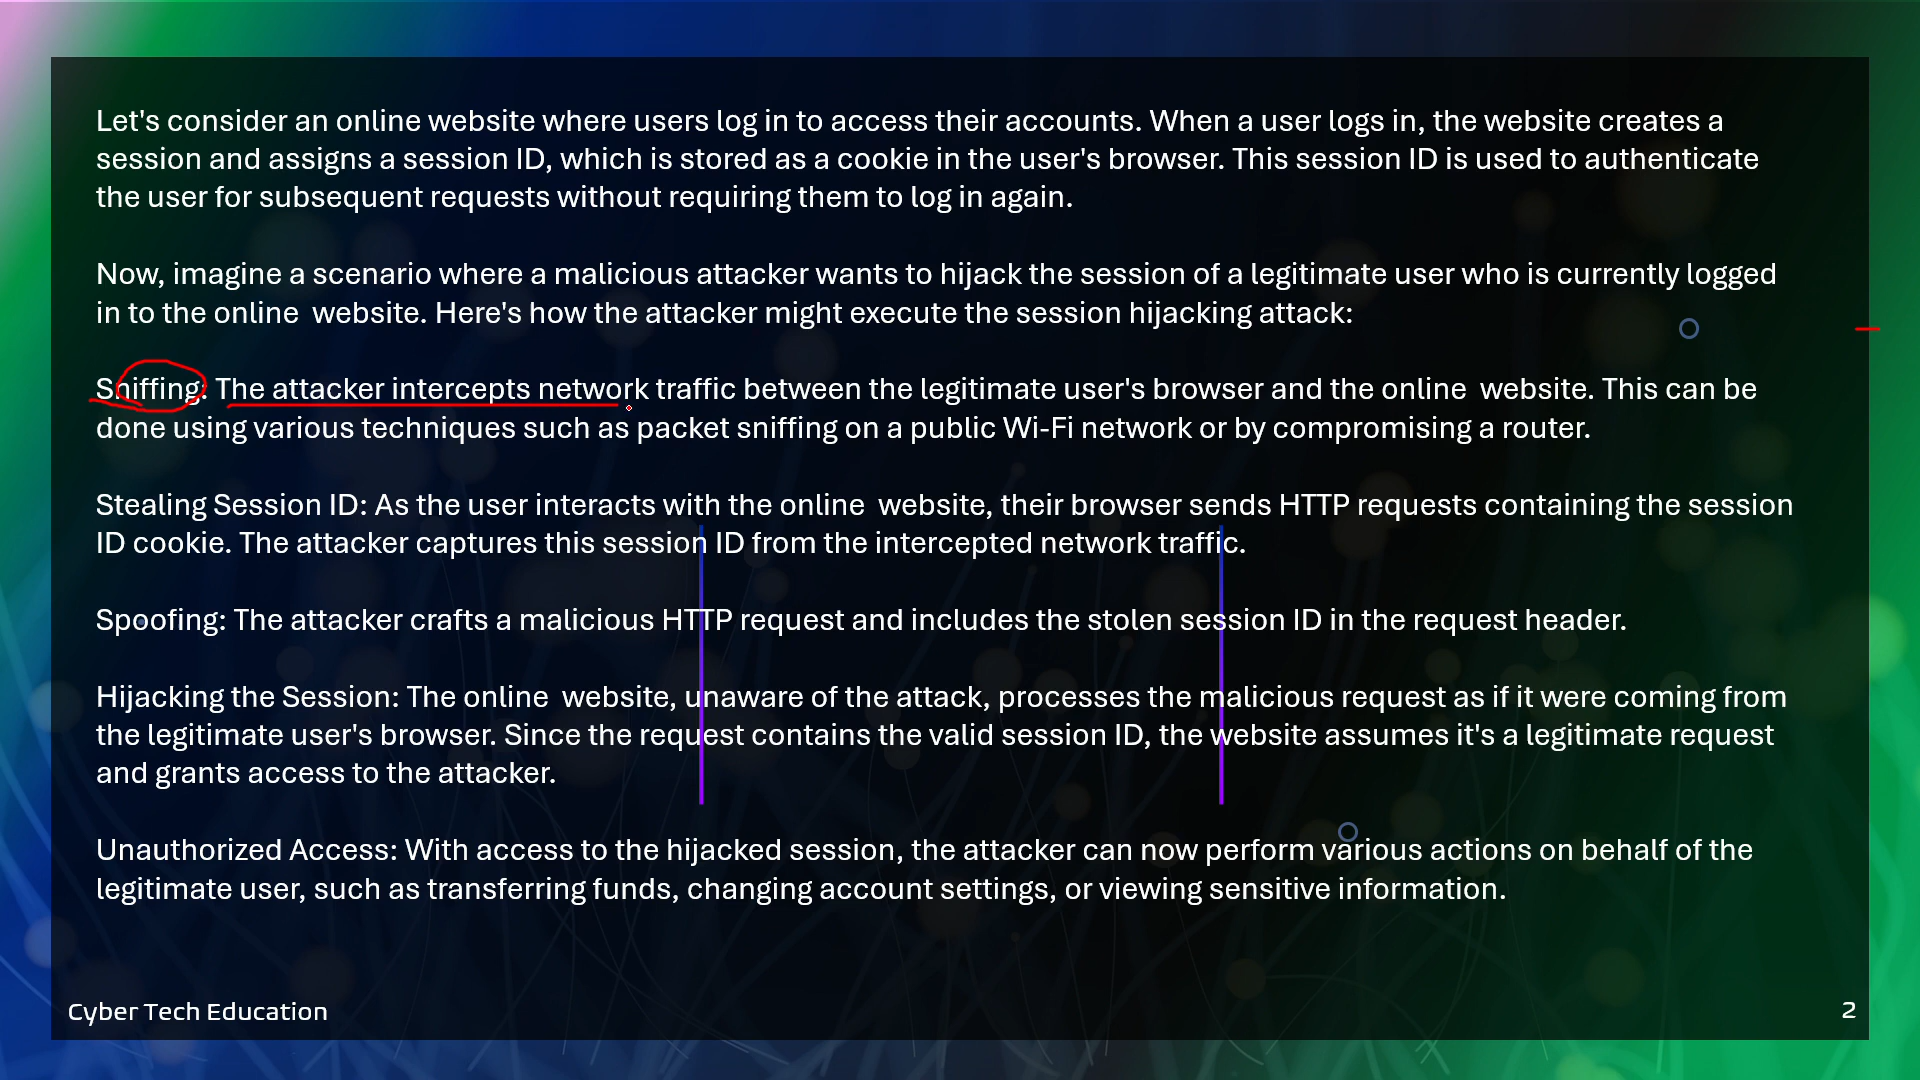 Let's consider an online website where users log in to access their accounts. When a user logs in, the website creates a
session and assigns a session ID, which is stored as a cookie in the user's browser. This session ID is used to authenticate
the user for subsequent requests without requiring them to log in again.
Now, imagine a scenario where a malicious attacker wants to hijack the session of a legitimate user who is currently logged
in to the online  website. Here's how the attacker might execute the session hijacking attack:
Sniffing: The attacker intercepts network traffic between the legitimate user's browser and the online  website. This can be
done using various techniques such as packet sniffing on a public Wi-Fi network or by compromising a router.
Stealing Session ID: As the user interacts with the online  website, their browser sends HTTP requests containing the session
ID cookie. The attacker captures this session ID from the intercepted network traffic.
Spoofing: The attacker crafts a malicious HTTP request and includes the stolen session ID in the request header.
Hijacking the Session: The online  website, unaware of the attack, processes the malicious request as if it were coming from
the legitimate user's browser. Since the request contains the valid session ID, the website assumes it's a legitimate request
and grants access to the attacker.
Unauthorized Access: With access to the hijacked session, the attacker can now perform various actions on behalf of the
legitimate user, such as transferring funds, changing account settings, or viewing sensitive information.
Cyber Tech Education
2